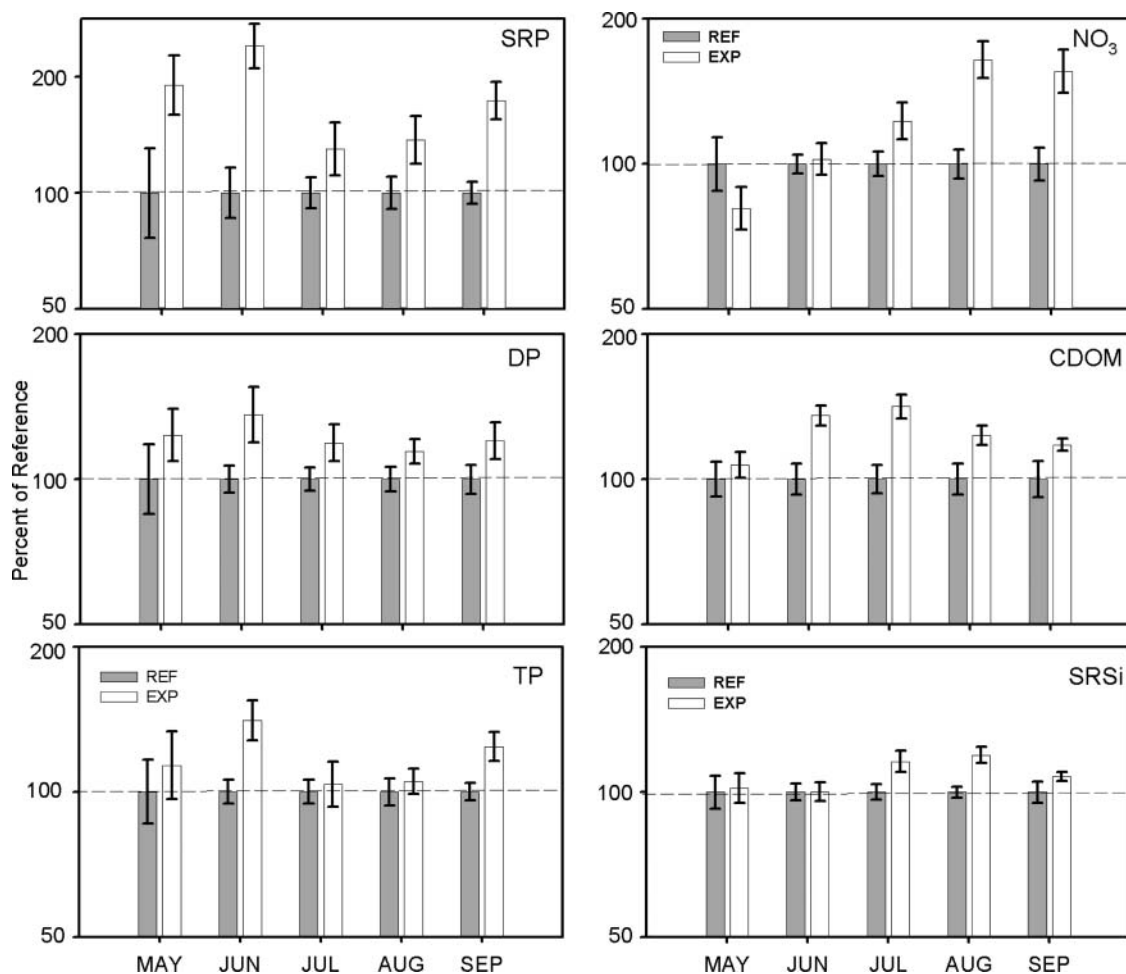 SRP
200
100
50
NO3
REF
EXP
200
100
50
DP
200
100
50
CDOM
200
100
50
Percent of Reference
TP
REF
EXP
200
100
50
MAY JUN JUL AUG SEP
SRSi
REF
EXP
200
100
50
MAY JUN JUL AUG SEP